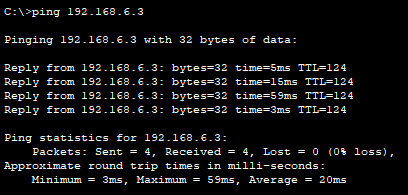 C:\>ping 192.168.6.3
Pinging 192.168.6.3 with 32 bytes of data:
Reply from 192.168.6.3: bytes=32 time=5ms TTL=124
Reply from 192.168.6.3: bytes=32 time=15ms TTL=124
Reply from 192.168.6.3: bytes=32 time=59ms TTL=124
Reply from 192.168.6.3: bytes=32 time=3ms TTL=124
Ping statistics for 192.168.6.3:
Packets: Sent = 4, Received = 4, Lost = 0 (0% loss),
Approximate round trip times in milli-seconds:
Minimum = 3ms, Maximum = 59ms, Average = 20ms